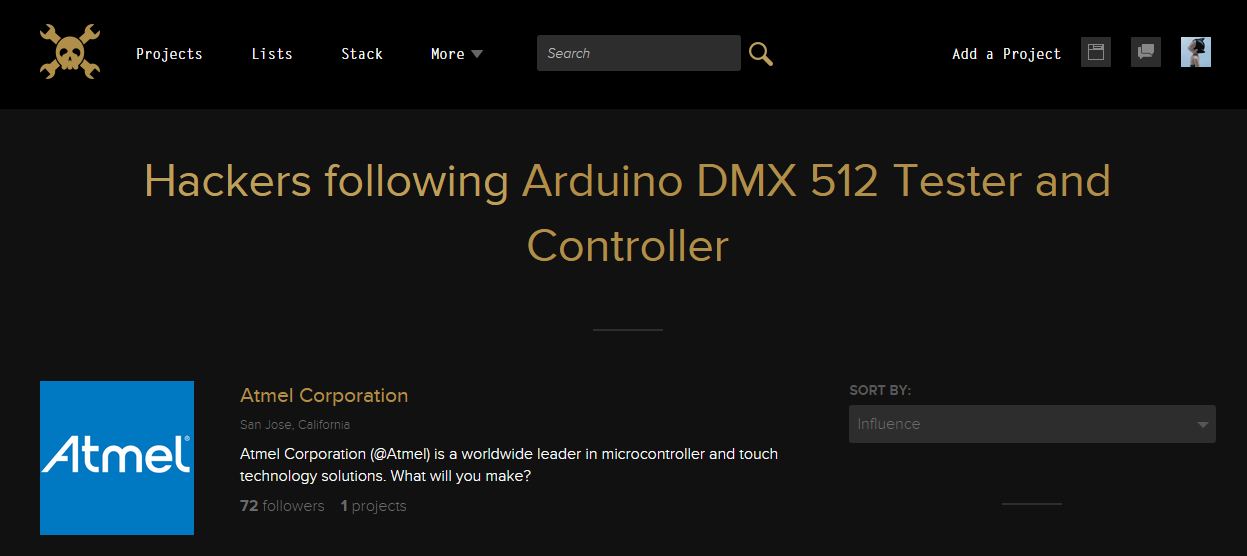 Projects Lists Stack More Search Add a Project
Hackers following Arduino DMX 512 Tester and
Controller
Atmel®
Atmel Corporation
San Jose, California
Atmel Corporation (@Atmel) is a worldwide leader in microcontroller and touch
technology solutions. What will you make?
72 followers 1 projects
SORT BY:
Influence